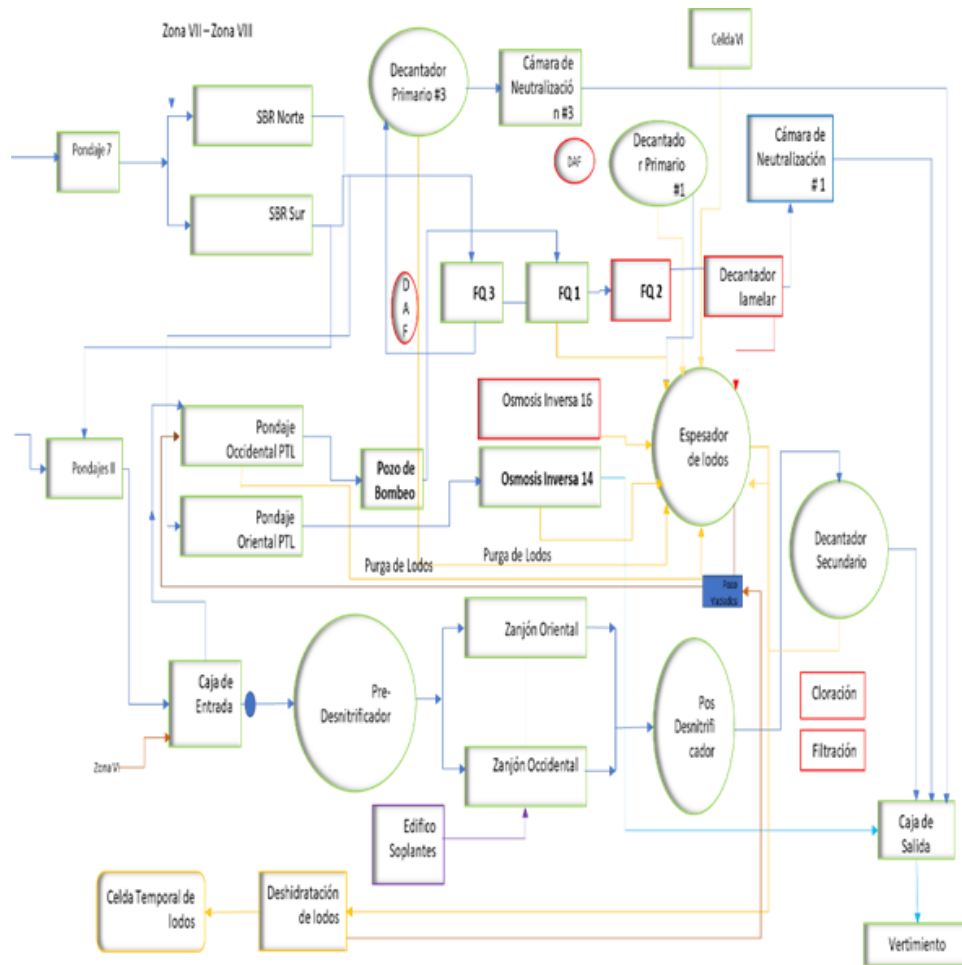 Zona VII – Zona VIII
Celda VI
Decantador
Primario #3
Cámara de
Neutralizació
n #3
SBR Norte
Cámara de
Neutralización
# 1
Pondaje 7
Decantado
r Primario
#1
DAF
SBR Sur
D
A
F
FQ 3
FQ 1
FQ 2
Decantador
lamelar
Osmosis Inversa 16
Pondaje
Occidental PTL
Espesador
de lodos
Pondajes II
Pozo de
Bombeo
Osmosis Inversa 14
Pondaje
Oriental PTL
Decantador
Secundario
Purga de Lodos
Purga de Lodos
Pozo
Zanjón Oriental
Caja de
Entrada
Pre-
Desnitrificador
Pos
Desnitrifi
cador
Cloración
Filtración
Zona VI
Zanjón Occidental
Edifico
Soplantes
Caja de
Salida
Celda Temporal de
lodos
Deshidratación
de lodos
Vertimiento